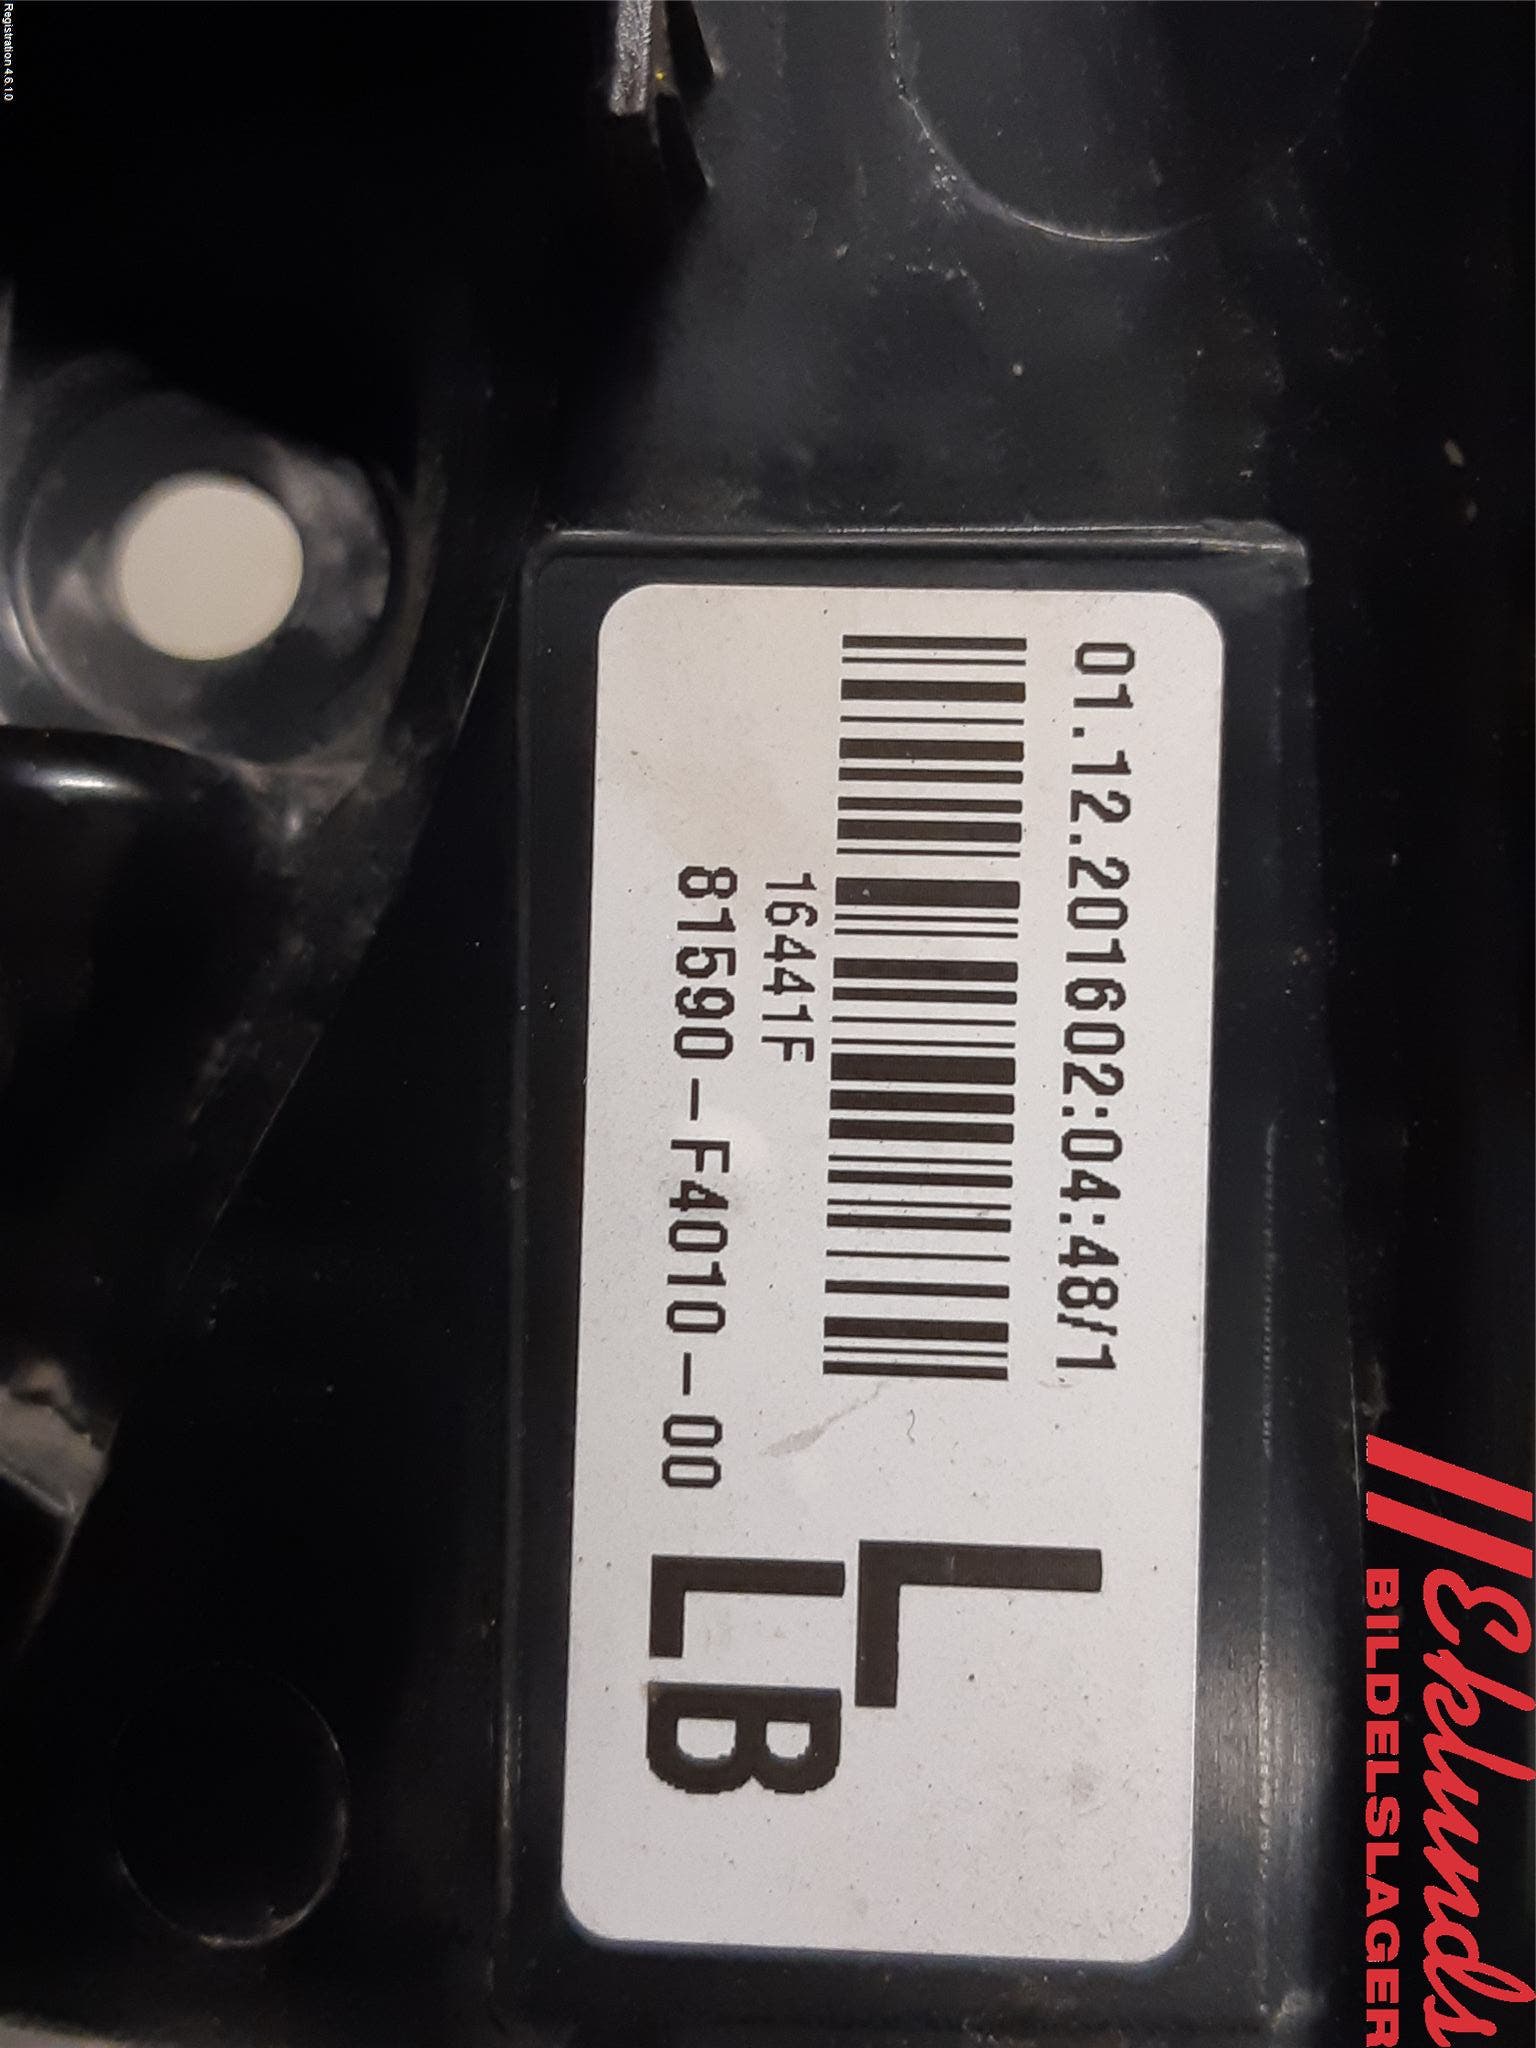 01.12.201602:04:48/1
16441F
81590-F4010-00
L
LB
Eklunds
BILDELSLAGER
Registration 4.6.1.0